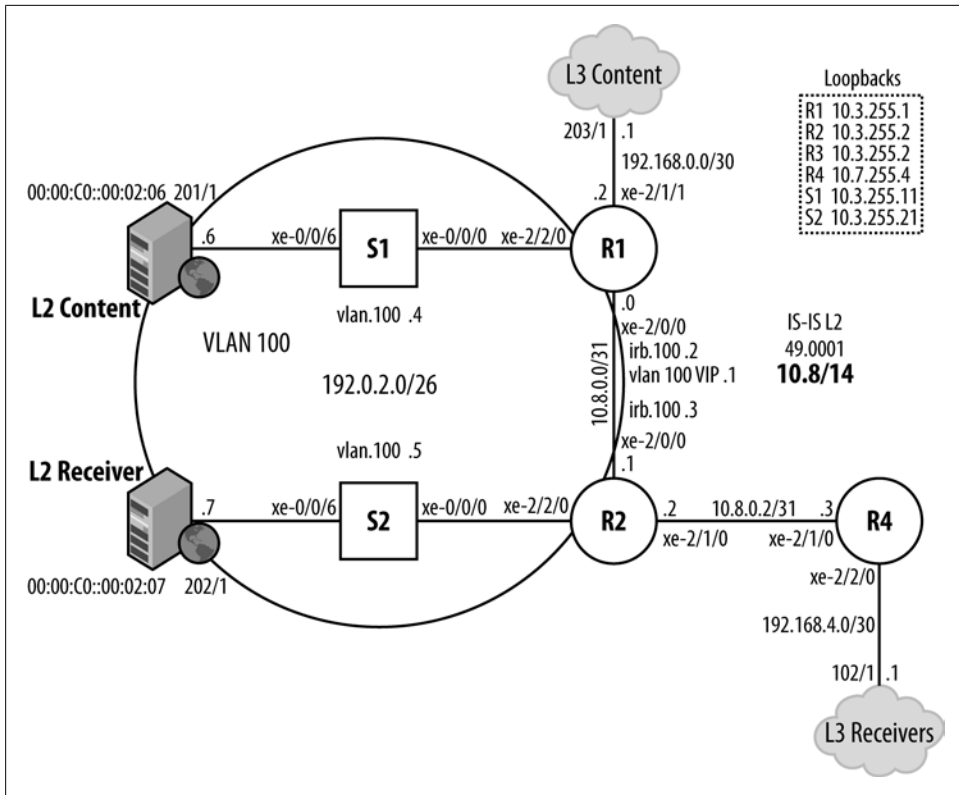 L3 Content
Loopbacks
R1 10.3.255.1
R2 10.3.255.2
R3 10.3.255.2
R4 10.7.255.4
S1 10.3.255.11
S2 10.3.255.21
203/1 .1
192.168.0.0/30
.2 xe-2/1/1
00:00:C0::00:02:06 201/1
.6 xe-0/0/6 S1 xe-0/0/0 xe-2/2/0 R1
L2 Content
vlan.100 .4
.0
xe-2/0/0
IS-IS L2
49.0001
10.8/14
VLAN 100
192.0.2.0/26
10.8.0.0/31
irb.100 .2
vlan 100 VIP .1
irb.100 .3
xe-2/0/0
.1
vlan.100 .5
L2 Receiver
.7 xe-0/0/6 S2 xe-0/0/0 xe-2/2/0 R2 .2 10.8.0.2/31 .3 R4
xe-2/1/0 xe-2/1/0
00:00:C0::00:02:07 202/1
xe-2/2/0
192.168.4.0/30
102/1 .1
L3 Receivers